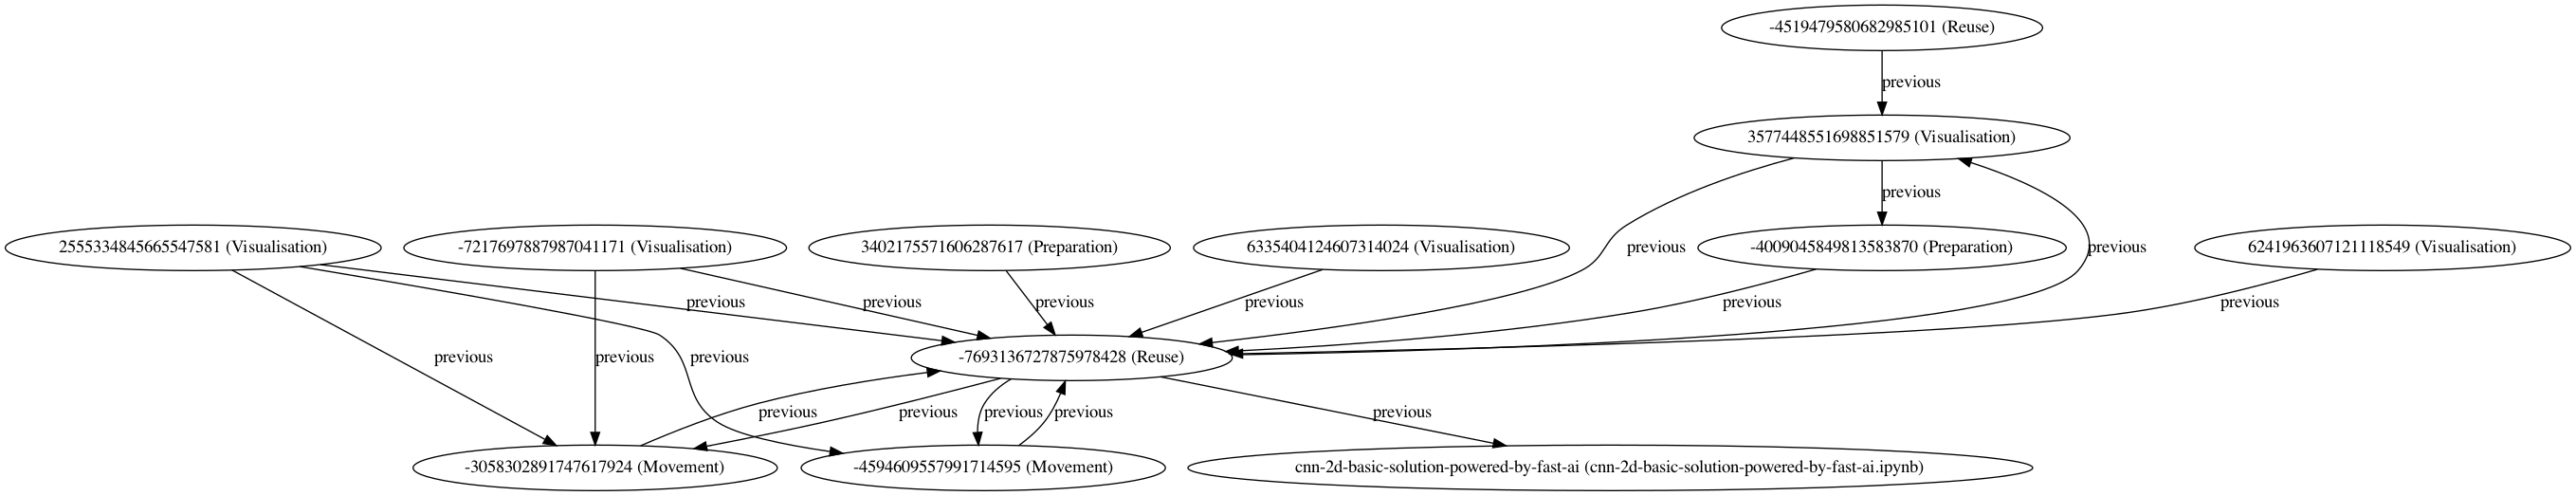 -4519479580682985101 (Reuse)
previous
3577448551698851579 (Visualisation)
previous
2555334845665547581 (Visualisation)
-7217697887987041171 (Visualisation)
3402175571606287617 (Preparation)
6335404124607314024 (Visualisation)
previous
-4009045849813583870 (Preparation)
previous
6241963607121118549 (Visualisation)
previous
previous
previous
previous
previous
previous
previous
previous
previous
-7693136727875978428 (Reuse)
previous
previous
previous
previous
previous
-3058302891747617924 (Movement)
-4594609557991714595 (Movement)
cnn-2d-basic-solution-powered-by-fast-ai (cnn-2d-basic-solution-powered-by-fast-ai.ipynb)